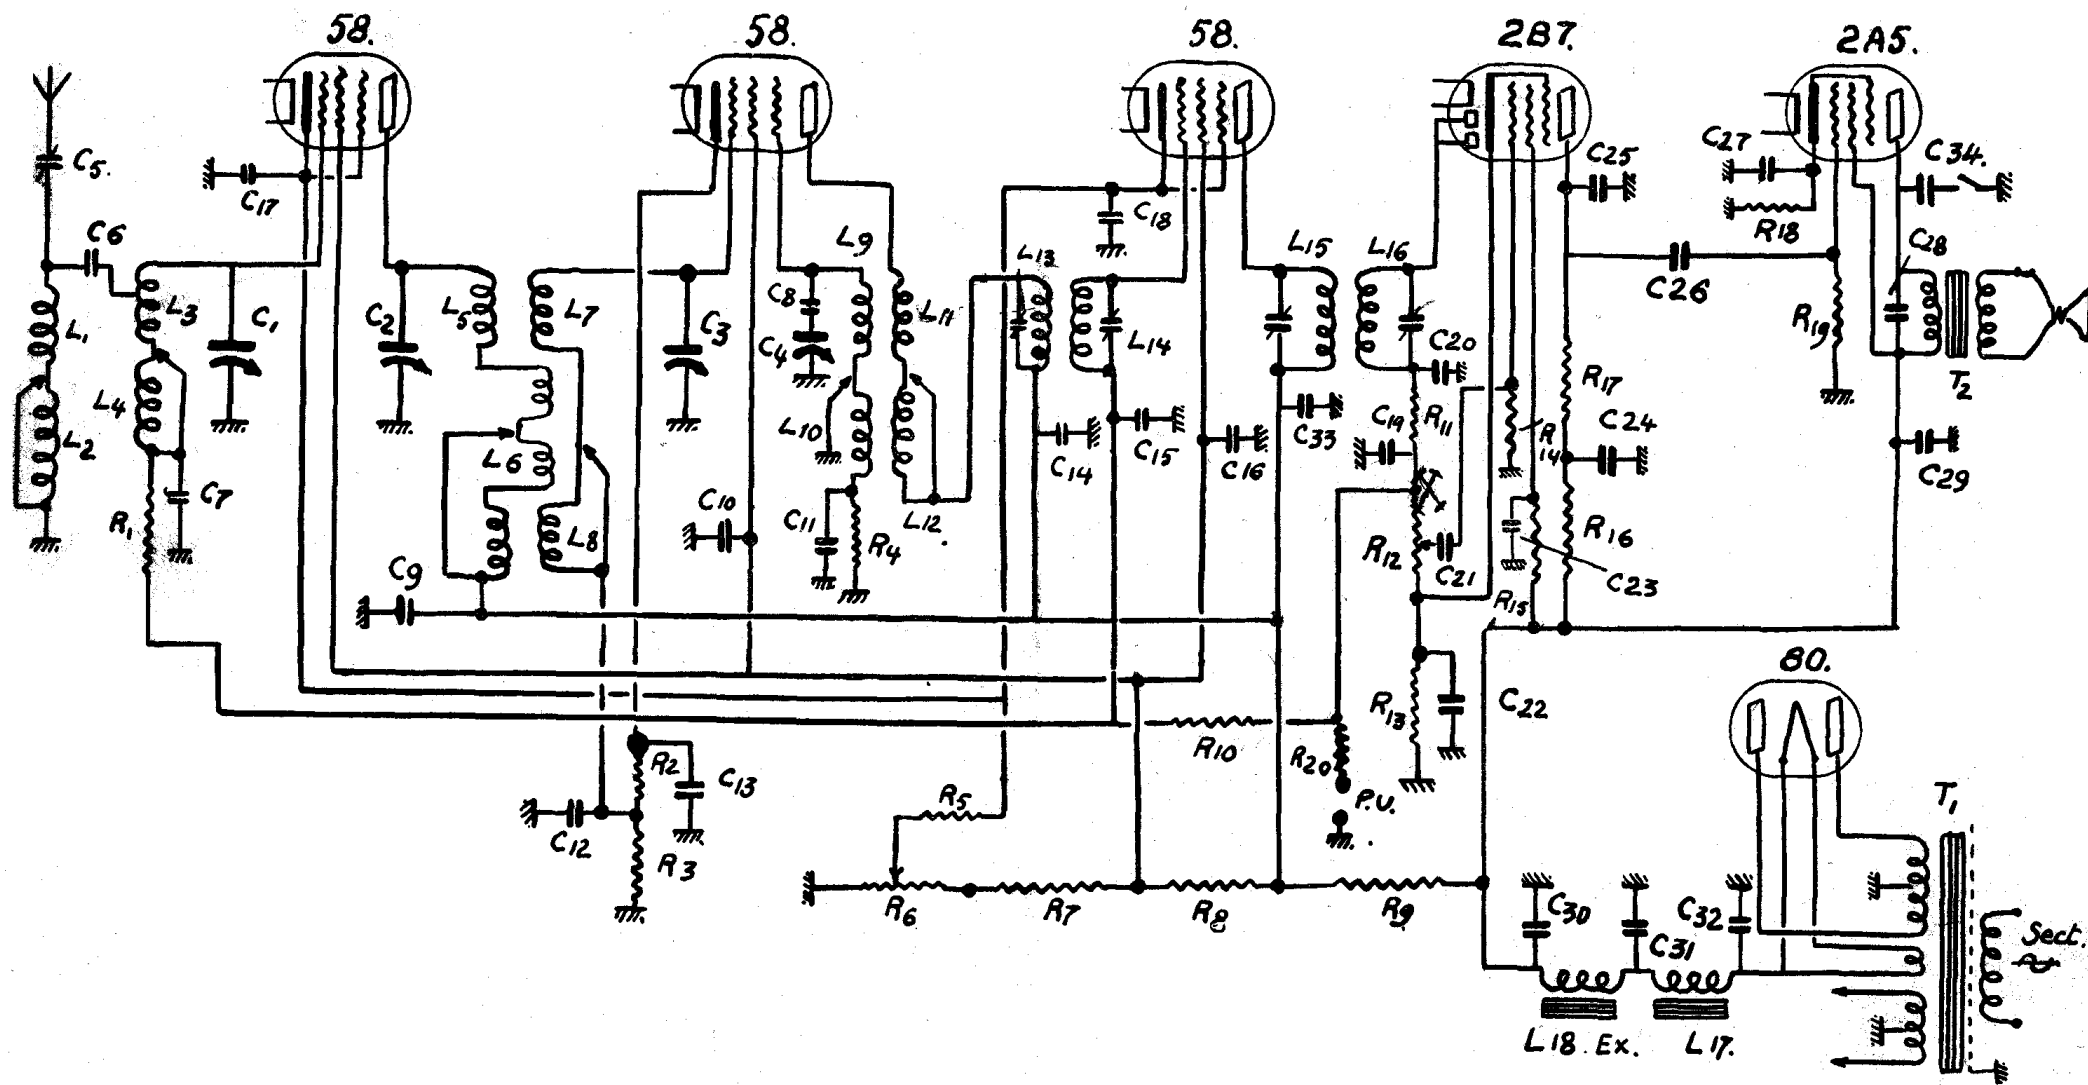 58.
58.
58.
2B7.
2A5.
C5.
C17
C6
L1
L2
L3
L4
C1
C7
R1
C2
L5
L7
L6
L8
C9
C3
C8
C4
L9
L10
L11
L12.
C10
C11
R4
C18
L13
L14
C14
C15
C16
L15
L16
C33
C20
C19
R11
R12
C21
R14
C25
R17
C24
R16
C23
R15
C26
C27
R18
R19
C34.
C28
T2
C29
R2
C13
C12
R3
R10
R20
P.U.
R13
C22
R5
R6
R7
R8
R9
80.
T1
C30
C31
C32
L18. Ex.
L17.
Sect.